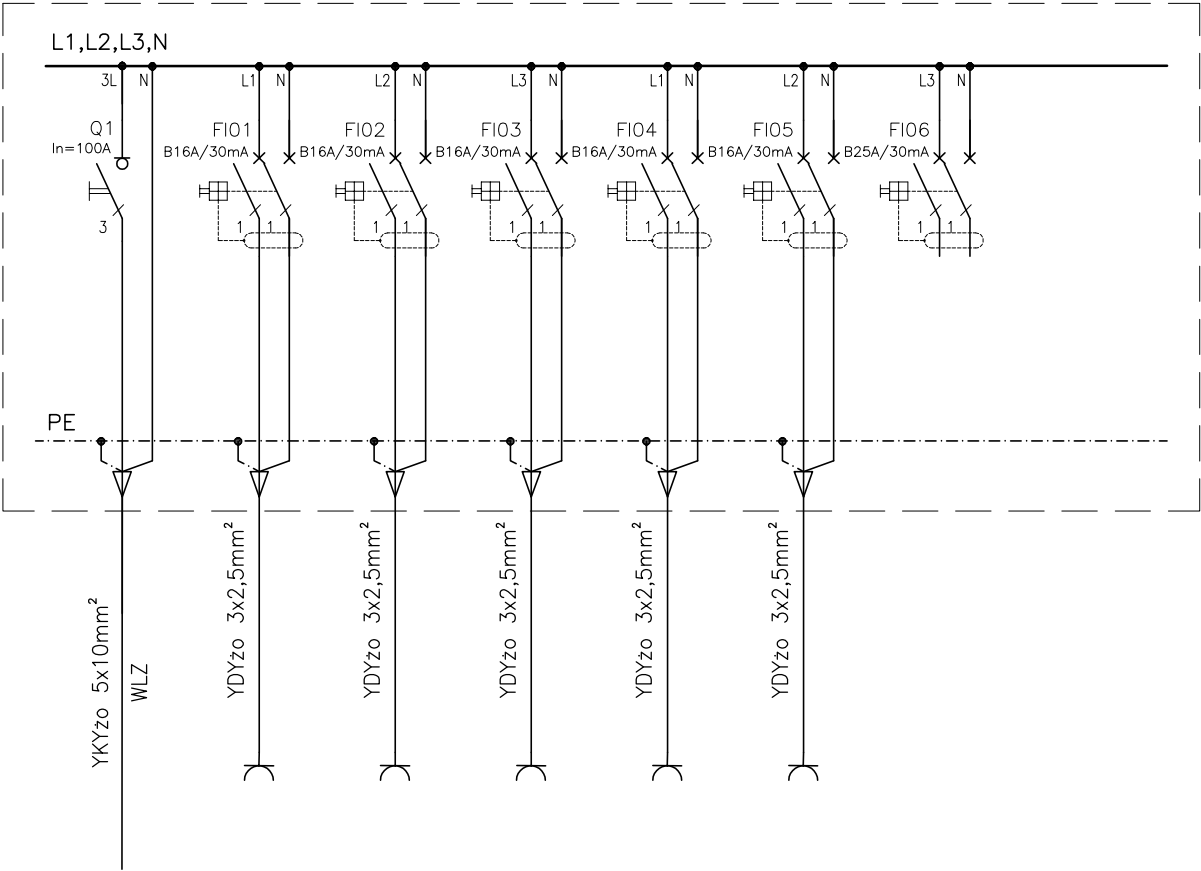 L1,L2,L3,N
3L N L1 N L2 N L3 N L1 N L2 N L3 N
Q1 FI01 FI02 FI03 FI04 FI05 FI06
In=100A B16A/30mA B16A/30mA B16A/30mA B16A/30mA B16A/30mA B25A/30mA
3 1 1 1 1 1 1 1 1 1 1 1 1
PE
YKYżo 5x10mm²
WLZ
YDYżo 3x2,5mm²
YDYżo 3x2,5mm²
YDYżo 3x2,5mm²
YDYżo 3x2,5mm²
YDYżo 3x2,5mm²